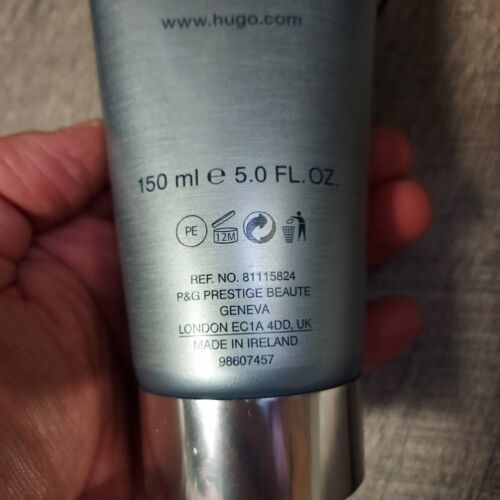 www.hugo.com
150 ml ℮ 5.0 FL.OZ.
PE 12M
REF. NO. 81115824
P&G PRESTIGE BEAUTE
GENEVA
LONDON EC1A 4DD, UK
MADE IN IRELAND
98607457